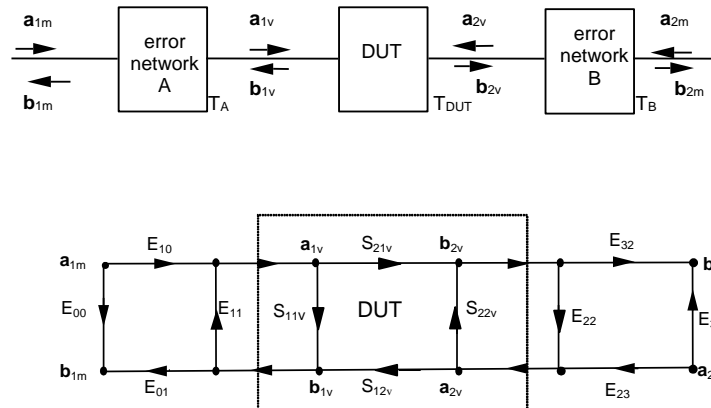 a1m
a1v
a2v
a2m
error network A
DUT
error network B
b1m
TA
b1v
TDUT
b2v
TB
b2m
E10
a1v
S21v
b2v
E32
a1m
b
E00
E11
S11v
DUT
S22v
E22
E
b1m
E01
b1v
S12v
a2v
E23
a2